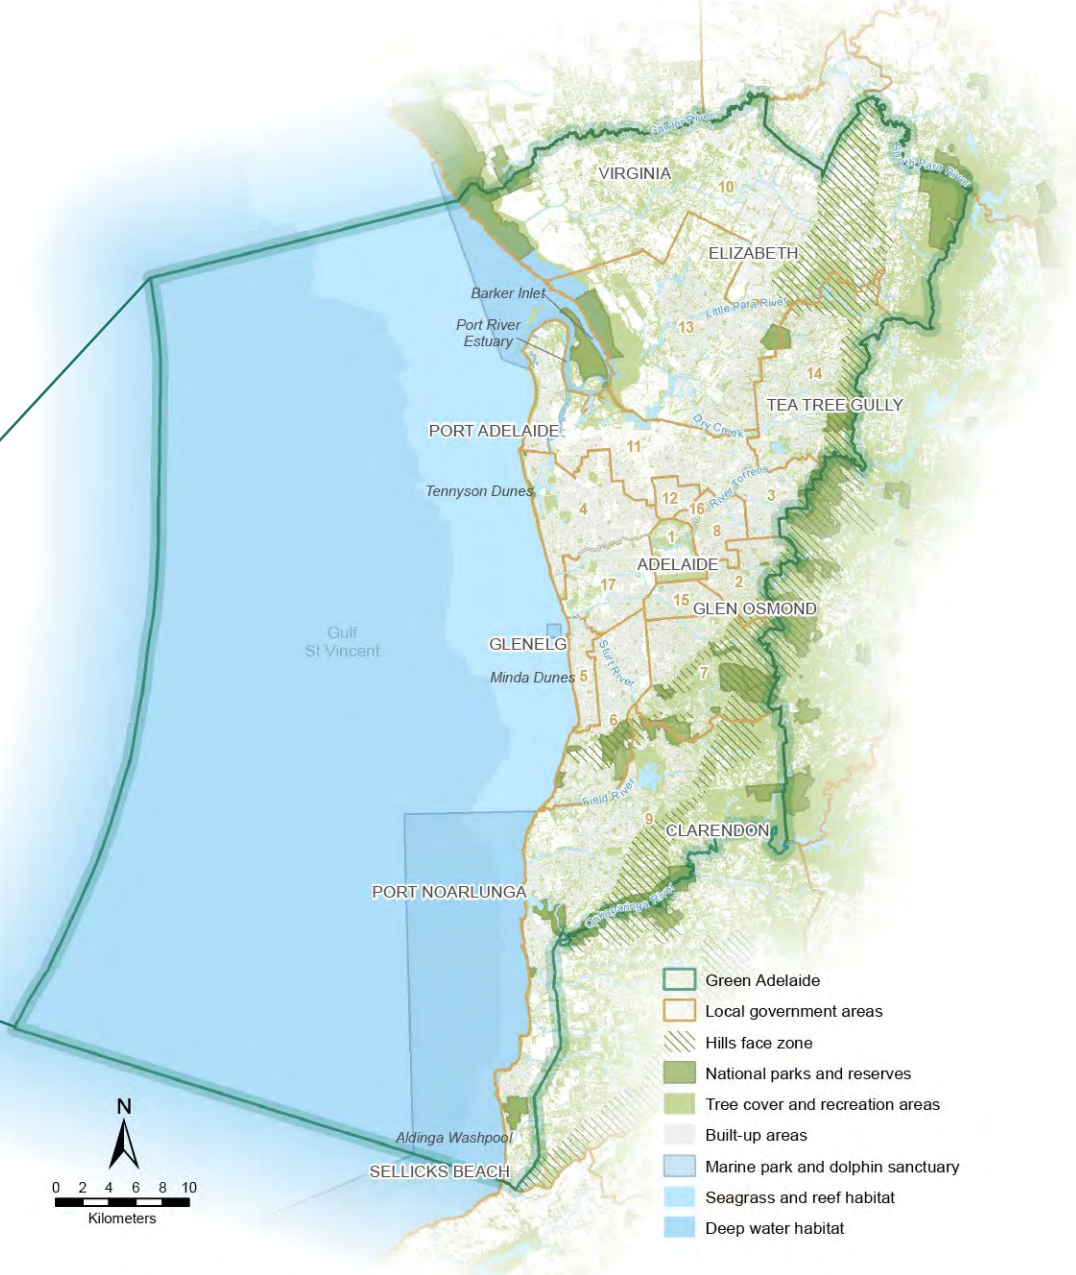 Gawler River
South Para River
VIRGINIA
10
ELIZABETH
Barker Inlet
Little Para River
Port River
Estuary
13
14
TEA TREE GULLY
PORT ADELAIDE
Dry Creek
11
Tennyson Dunes
River Torrens
12
3
4
16
8
1
ADELAIDE
17
2
15
GLEN OSMOND
Gulf
St Vincent
GLENELG
Sturt River
Minda Dunes
5
7
6
Field River
9
CLARENDON
PORT NOARLUNGA
Onkaparinga River
Green Adelaide
Local government areas
Hills face zone
National parks and reserves
Tree cover and recreation areas
Built-up areas
Marine park and dolphin sanctuary
Seagrass and reef habitat
Deep water habitat
Aldinga Washpool
SELLICKS BEACH
N
0 2 4 6 8 10
Kilometers